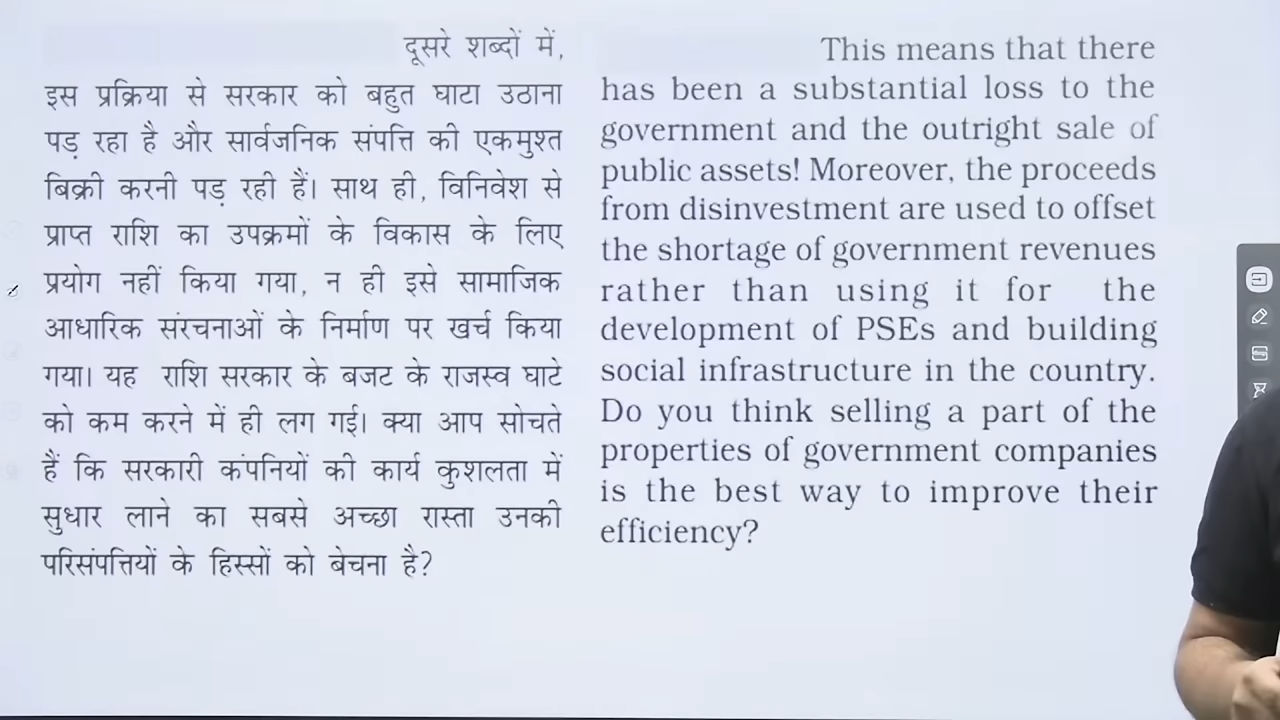 दूसरे शब्दों में,
इस प्रक्रिया से सरकार को बहुत घाटा उठाना
पड़ रहा है और सार्वजनिक संपत्ति की एकमुश्त
बिक्री करनी पड़ रही हैं। साथ ही, विनिवेश से
प्राप्त राशि का उपक्रमों के विकास के लिए
प्रयोग नहीं किया गया, न ही इसे सामाजिक
आधारिक संरचनाओं के निर्माण पर खर्च किया
गया। यह राशि सरकार के बजट के राजस्व घाटे
को कम करने में ही लग गई। क्या आप सोचते
हैं कि सरकारी कंपनियों की कार्य कुशलता में
सुधार लाने का सबसे अच्छा रास्ता उनकी
परिसंपत्तियों के हिस्सों को बेचना है?
This means that there
has been a substantial loss to the
government and the outright sale of
public assets! Moreover, the proceeds
from disinvestment are used to offset
the shortage of government revenues
rather than using it for the
development of PSEs and building
social infrastructure in the country.
Do you think selling a part of the
properties of government companies
is the best way to improve their
efficiency?